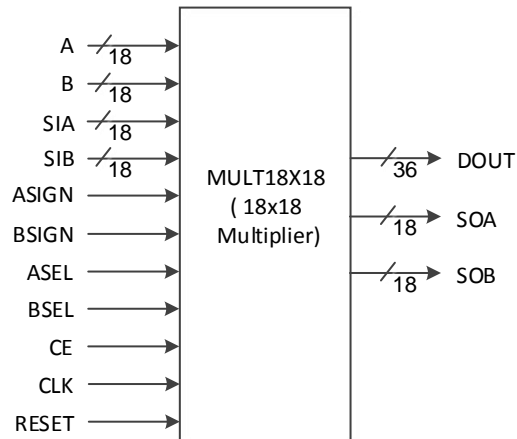 A
18
B
18
SIA
18
SIB
18
ASIGN
BSIGN
ASEL
BSEL
CE
CLK
RESET
MULT18X18
( 18x18
Multiplier)
36
DOUT
18
SOA
18
SOB